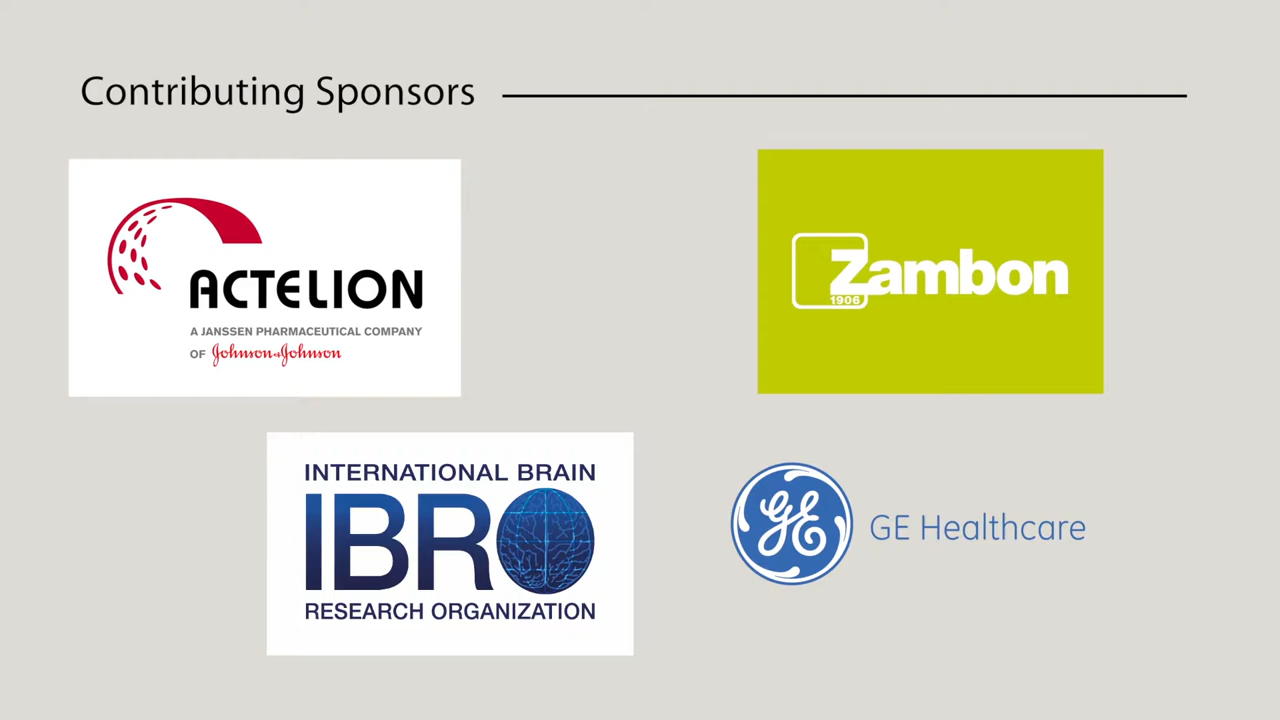 Contributing Sponsors
ACTELION
A JANSSEN PHARMACEUTICAL COMPANY
OF Johnson & Johnson
Zambon
1906
INTERNATIONAL BRAIN
IBRO
RESEARCH ORGANIZATION
GE GE Healthcare